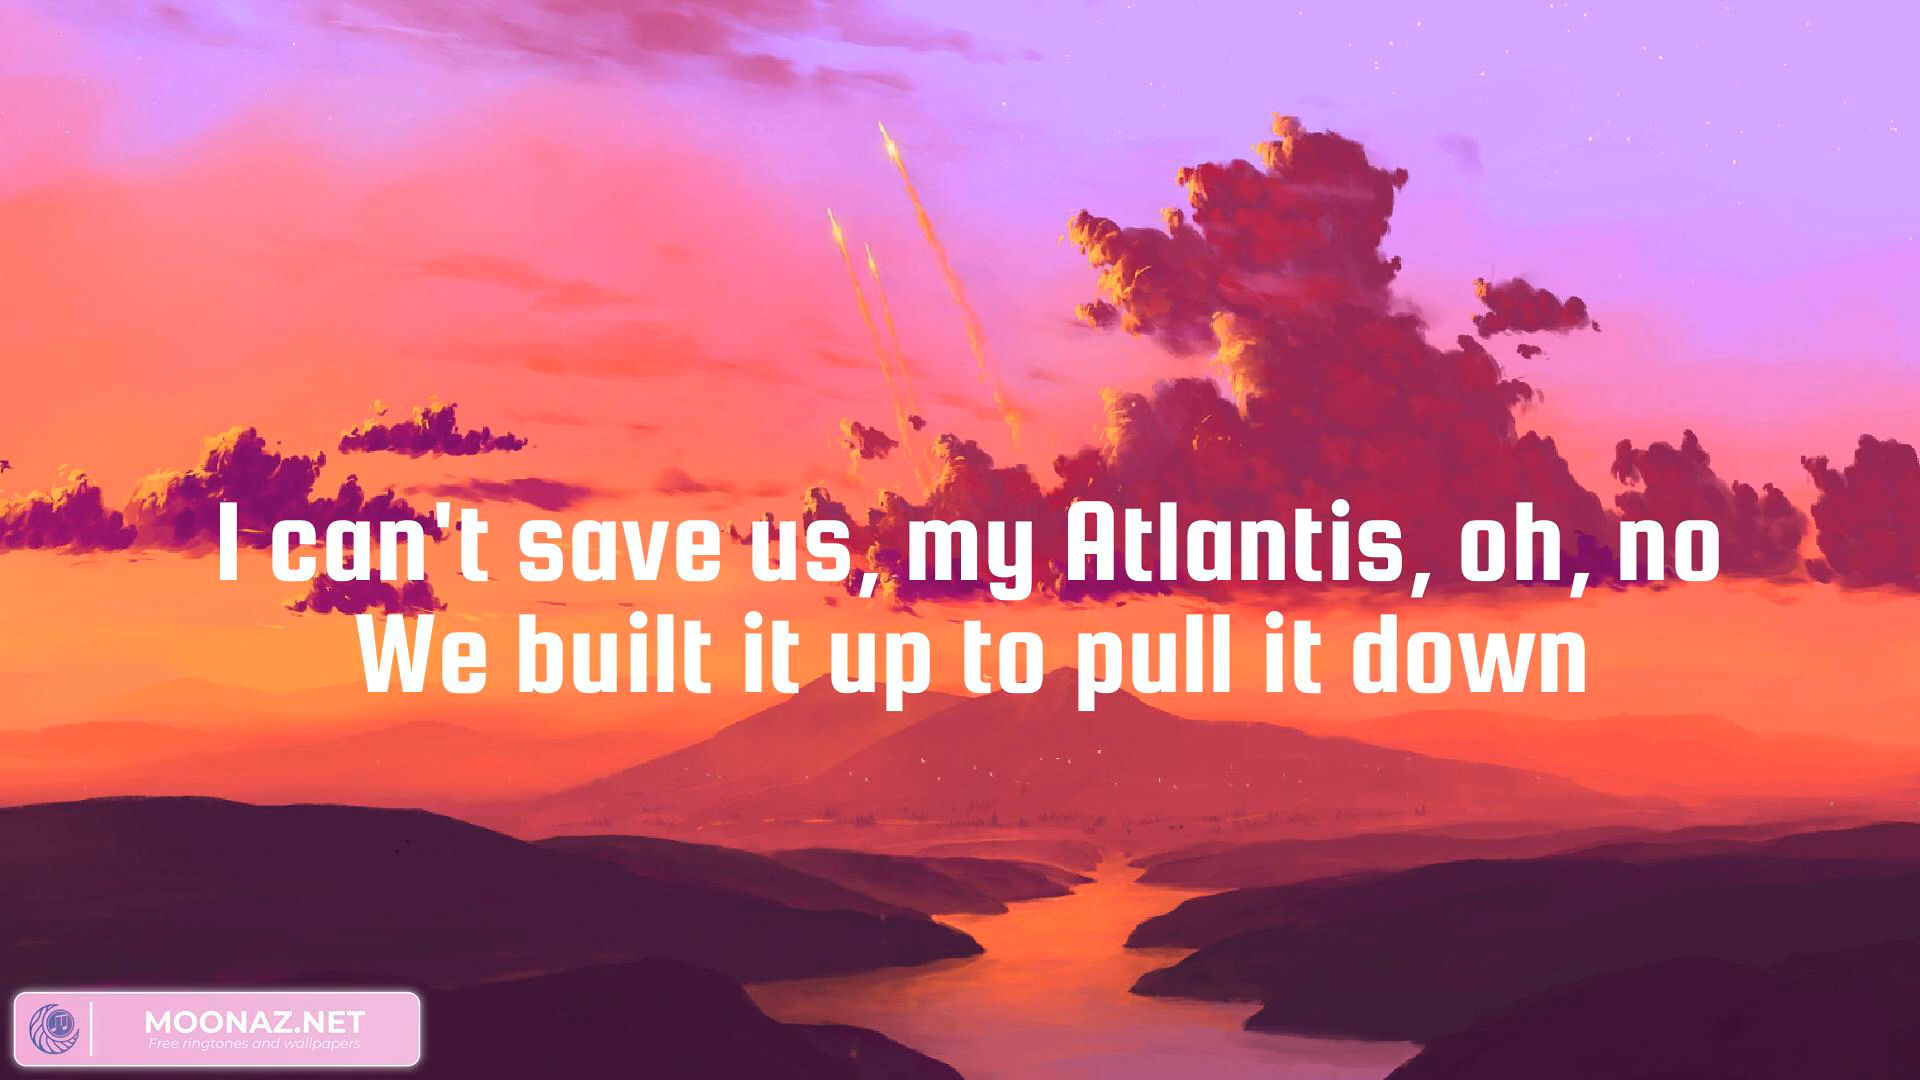 I can't save us, my Atlantis, oh, no
We built it up to pull it down
MOONAZ.NET
Free ringtones and wallpapers